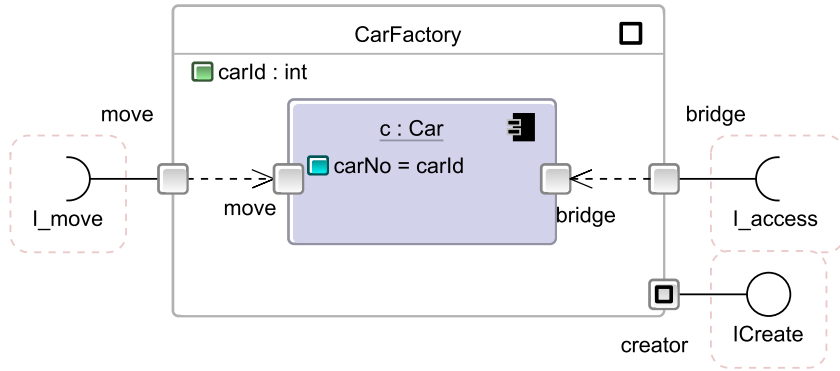 CarFactory
carId : int
move
bridge
c : Car
carNo = carId
I_move
move
bridge
I_access
creator
ICreate